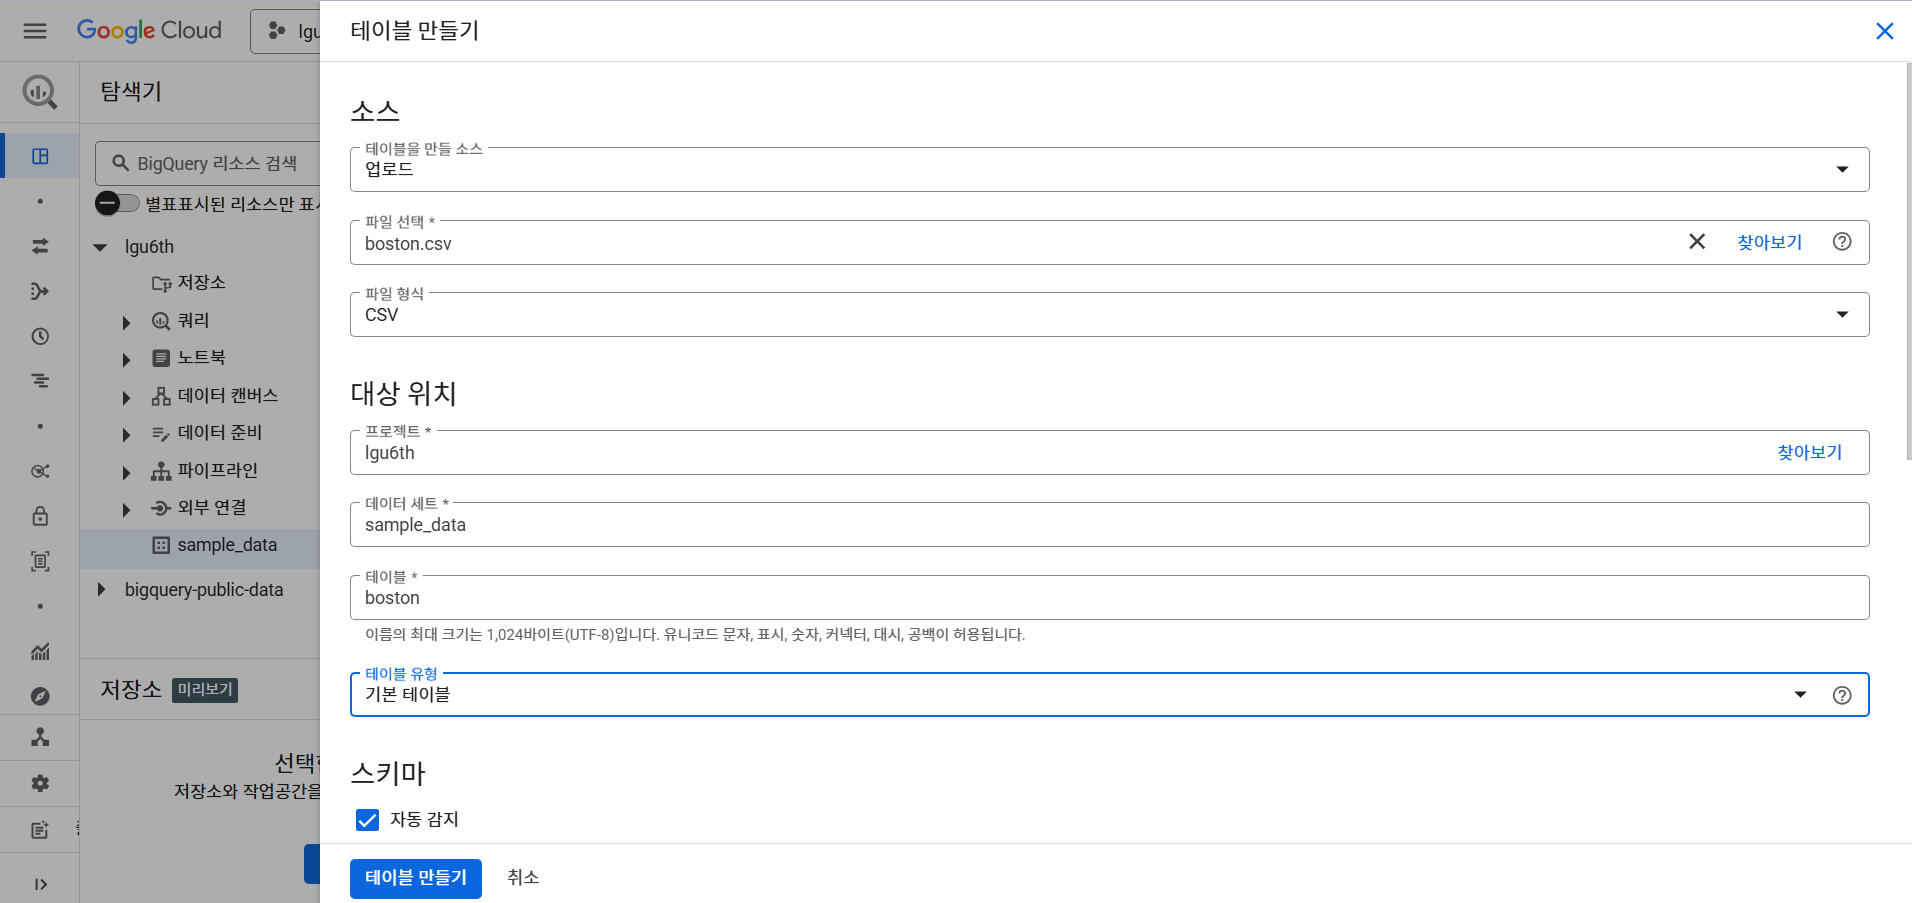 Google Cloud
lgu
테이블 만들기
탐색기
BigQuery 리소스 검색
별표표시된 리소스만 표시
lgu6th
저장소
쿼리
노트북
데이터 캔버스
데이터 준비
파이프라인
외부 연결
sample_data
bigquery-public-data
저장소 미리보기
선택한
저장소와 작업공간을
소스
테이블을 만들 소스
업로드
파일 선택 *
boston.csv
찾아보기
파일 형식
CSV
대상 위치
프로젝트 *
lgu6th
찾아보기
데이터 세트 *
sample_data
테이블 *
boston
이름의 최대 크기는 1,024바이트(UTF-8)입니다. 유니코드 문자, 표시, 숫자, 커넥터, 대시, 공백이 허용됩니다.
테이블 유형
기본 테이블
스키마
자동 감지
테이블 만들기
취소